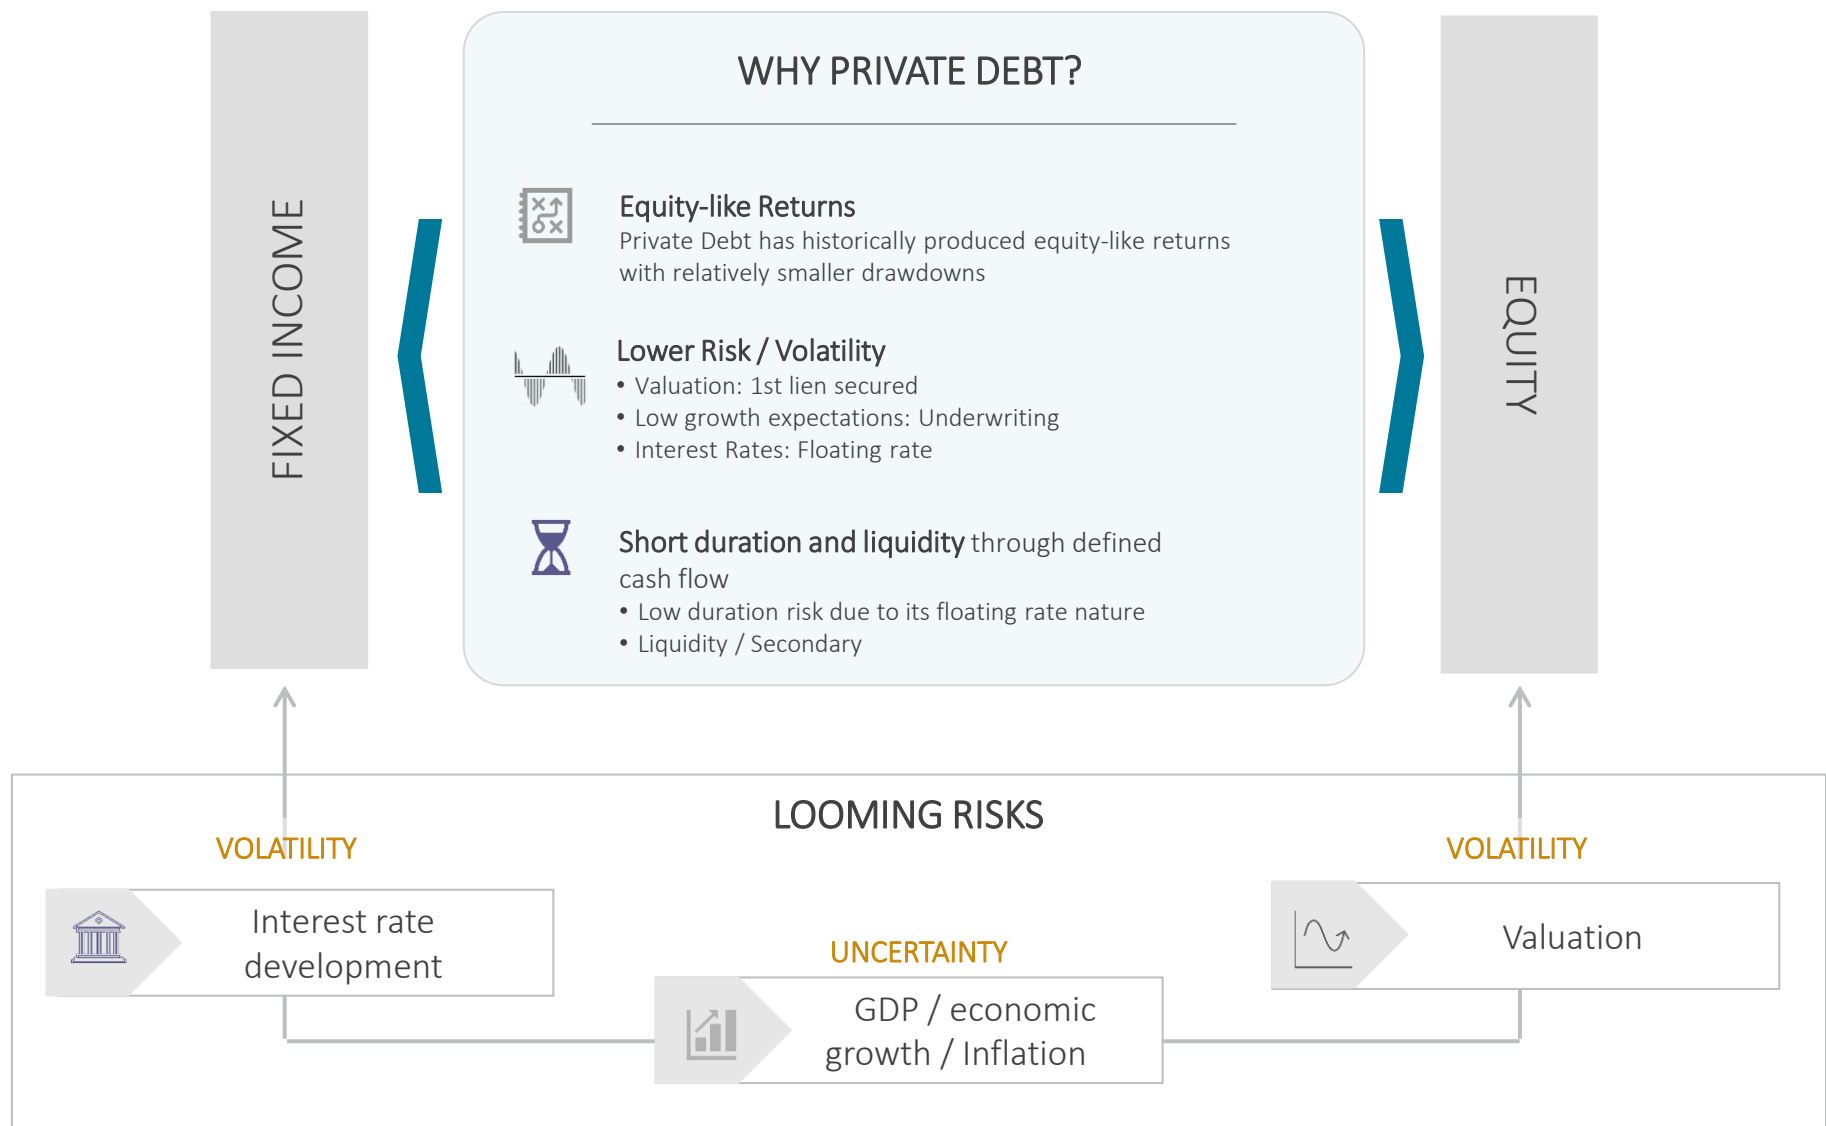 WHY PRIVATE DEBT?
FIXED INCOME
Equity-like Returns
Private Debt has historically produced equity-like returns
with relatively smaller drawdowns
Lower Risk / Volatility
• Valuation: 1st lien secured
• Low growth expectations: Underwriting
• Interest Rates: Floating rate
Short duration and liquidity through defined
cash flow
• Low duration risk due to its floating rate nature
• Liquidity / Secondary
EQUITY
LOOMING RISKS
VOLATILITY
Interest rate
development
UNCERTAINTY
GDP / economic
growth / Inflation
VOLATILITY
Valuation